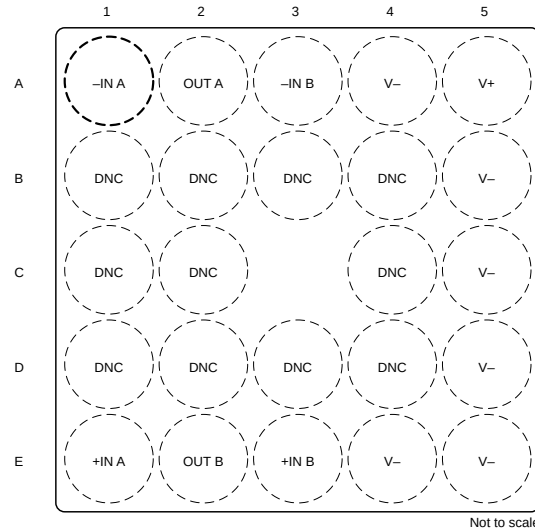 1 2 3 4 5
A –IN A OUT A –IN B V– V+
B DNC DNC DNC DNC V–
C DNC DNC DNC V–
D DNC DNC DNC DNC V–
E +IN A OUT B +IN B V– V–
Not to scale